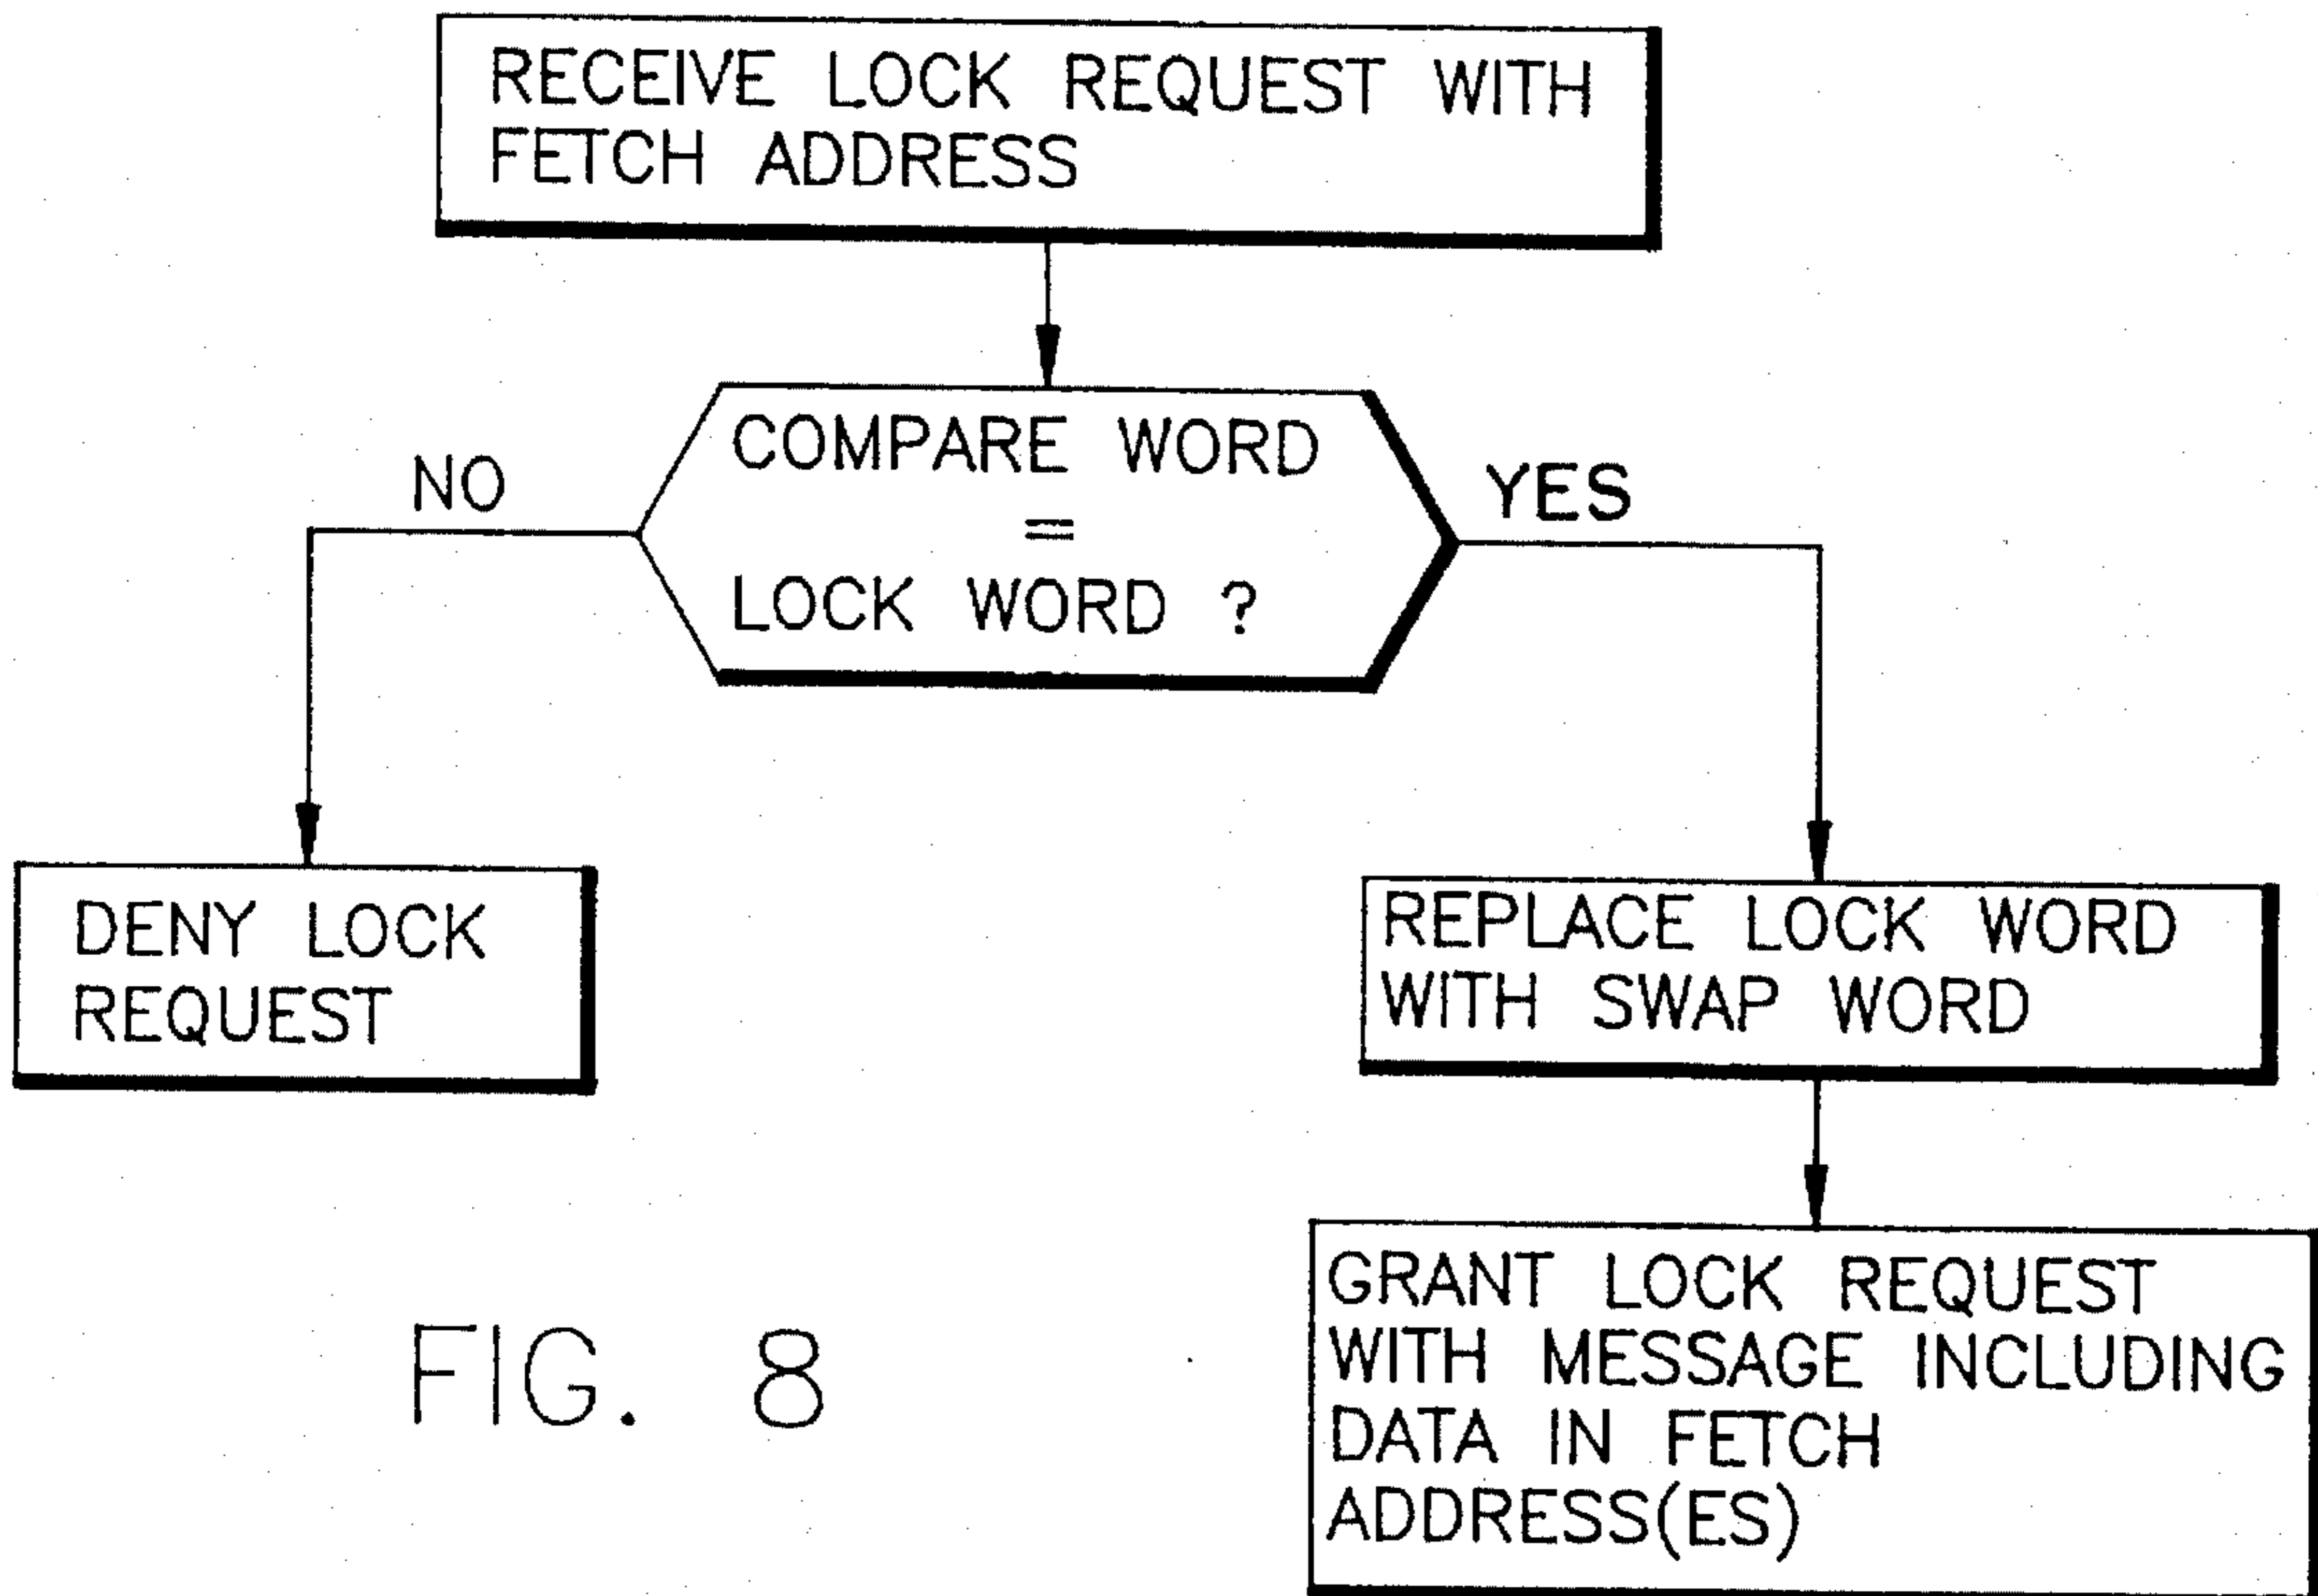 RECEIVE LOCK REQUEST WITH
FETCH ADDRESS
COMPARE WORD
=
LOCK WORD ?
NO
YES
DENY LOCK
REQUEST
REPLACE LOCK WORD
WITH SWAP WORD
GRANT LOCK REQUEST
WITH MESSAGE INCLUDING
DATA IN FETCH
ADDRESS(ES)
FIG. 8